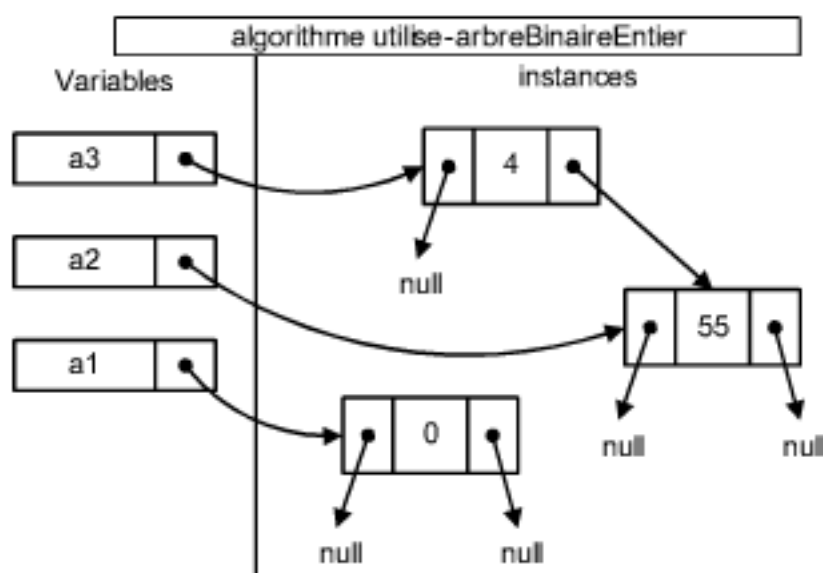 algorithme utilise-arbreBinaireEntier
Variables
instances
a3
4
null
a2
55
null
null
a1
0
null
null